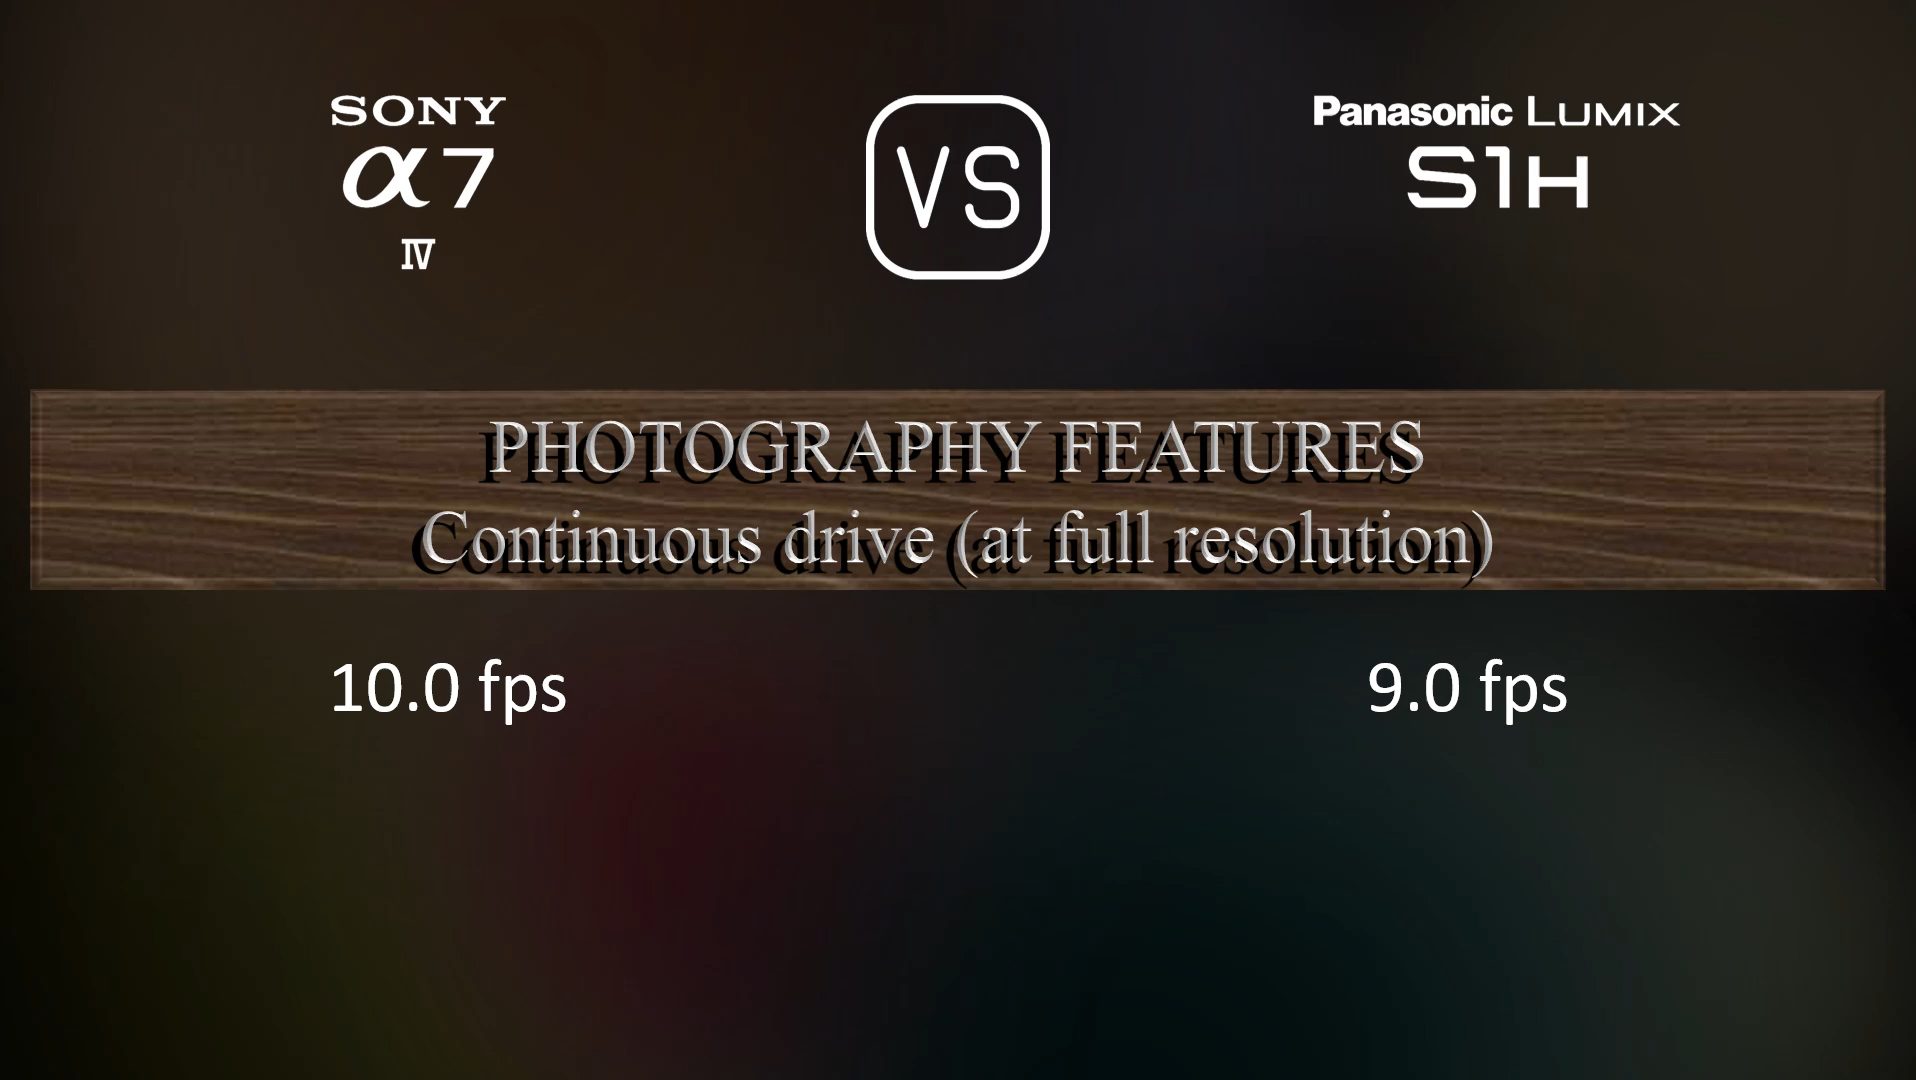 SONY
α7
IV
VS
Panasonic LUMIX
S1H
PHOTOGRAPHY FEATURES
Continuous drive (at full resolution)
10.0 fps
9.0 fps